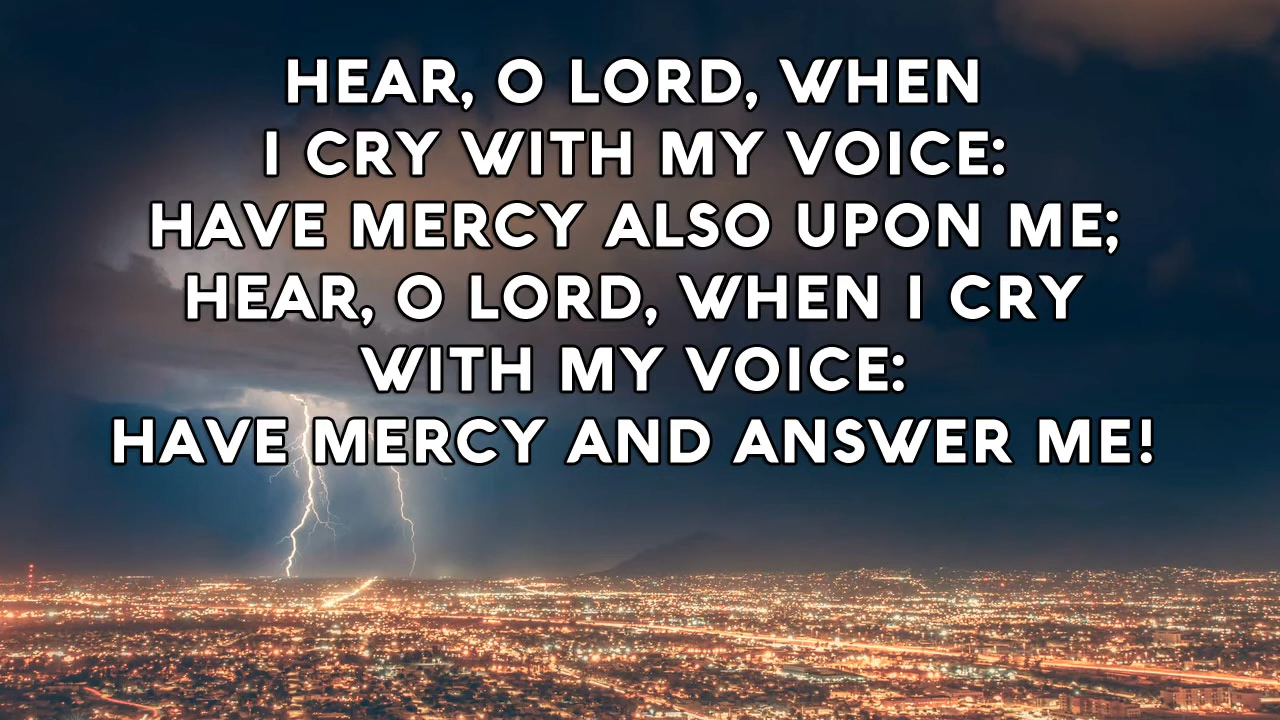 HEAR, O LORD, WHEN
I CRY WITH MY VOICE:
HAVE MERCY ALSO UPON ME;
HEAR, O LORD, WHEN I CRY
WITH MY VOICE:
HAVE MERCY AND ANSWER ME!